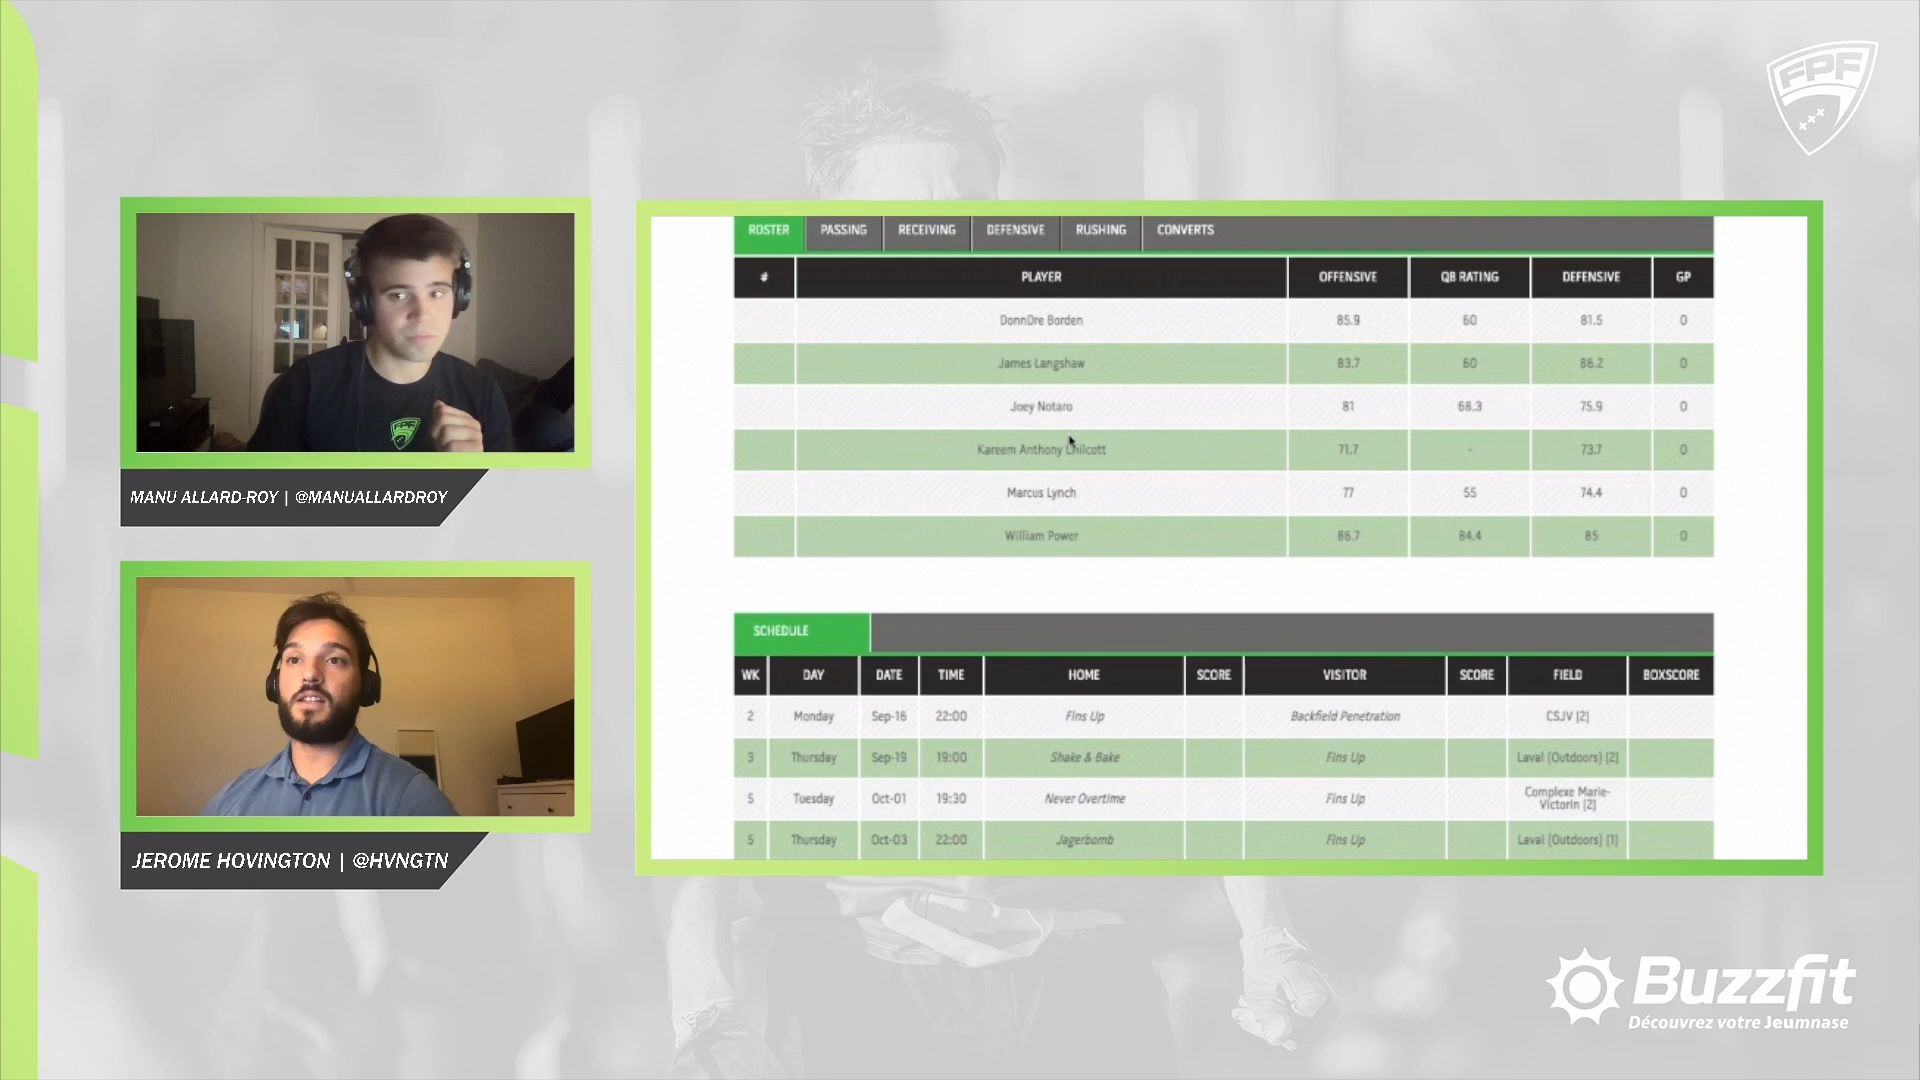 FPF
ROSTER PASSING RECEIVING DEFENSIVE RUSHING CONVERTS
# PLAYER OFFENSIVE QB RATING DEFENSIVE GP
DonnDre Borden 85.9 60 81.5 0
James Langshaw 83.7 60 86.2 0
Joey Notaro 81 68.3 75.9 0
Kareem Anthony Chilcott 71.7 - 73.7 0
Marcus Lynch 77 55 74.4 0
William Power 86.7 84.4 85 0
FPF
MANU ALLARD-ROY | @MANUALLARDROY
SCHEDULE
WK DAY DATE TIME HOME SCORE VISITOR SCORE FIELD BOXSCORE
2 Monday Sep-16 22:00 Fins Up Backfield Penetration CSJV [2]
3 Thursday Sep-19 19:00 Shake & Bake Fins Up Laval (Outdoors) [2]
5 Tuesday Oct-01 19:30 Never Overtime Fins Up Complexe Marie-
Victorin [2]
5 Thursday Oct-03 22:00 Jagerbomb Fins Up Laval (Outdoors) [1]
JEROME HOVINGTON | @HVNGTN
Buzzfit
Découvrez votre Jeumnase